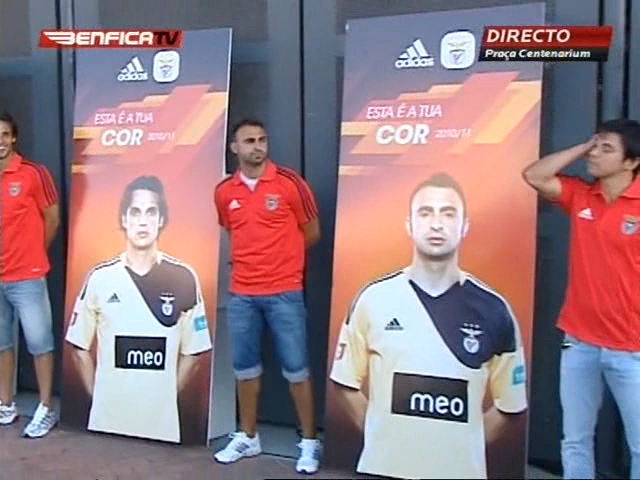 BENFICA TV
DIRECTO
Praça Centenarium
adidas
ESTA É A TUA
COR 2010/11
meo
adidas
ESTA É A TUA
COR 2010/11
meo